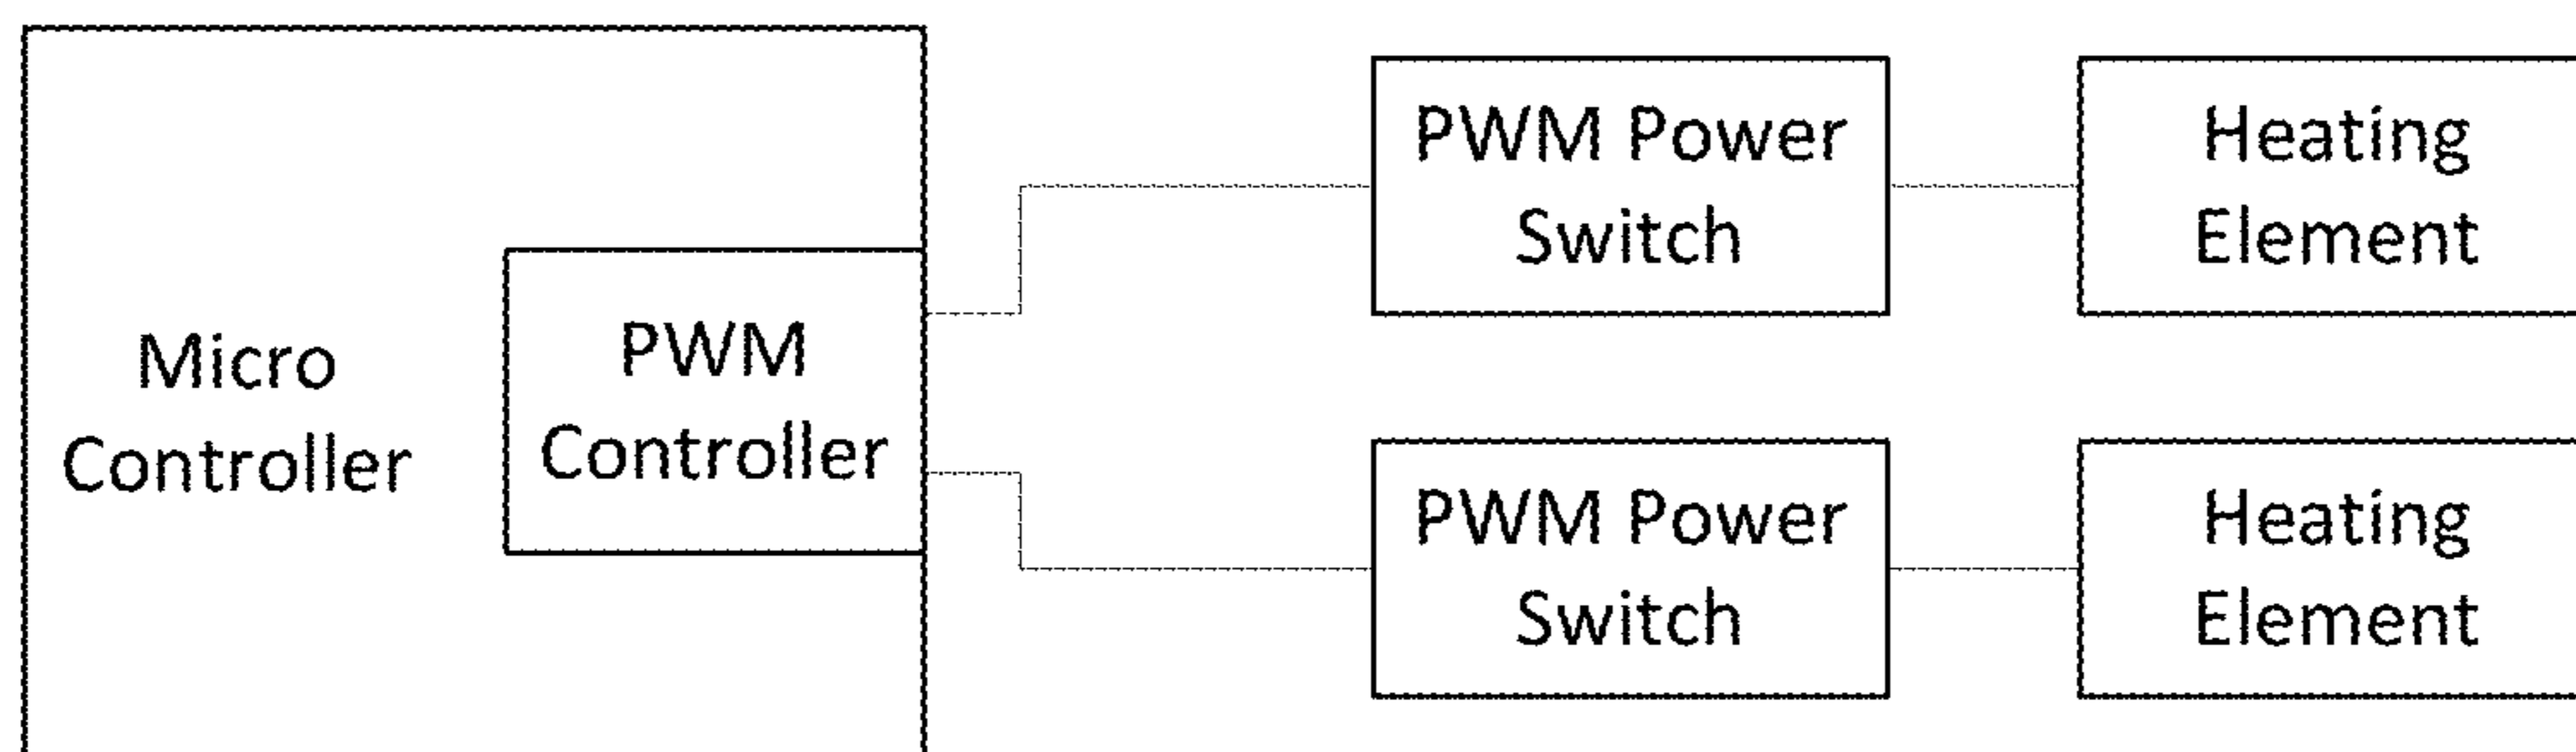 Micro
Controller
PWM
Controller
PWM Power
Switch
Heating
Element
PWM Power
Switch
Heating
Element